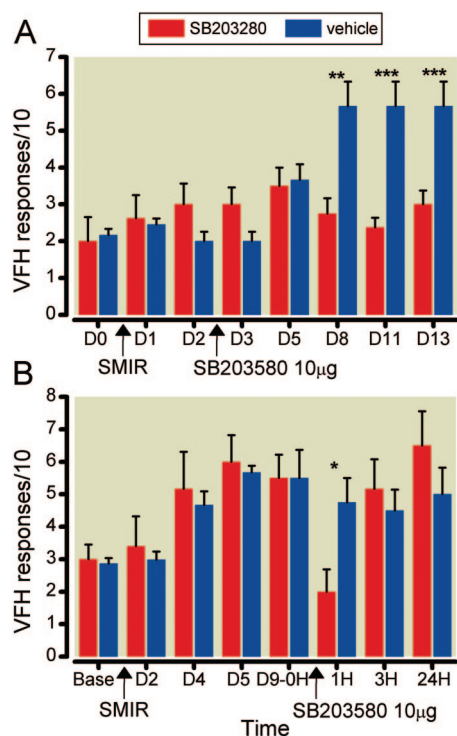 A
SB203280
vehicle
VFH responses/10
7
6
5
4
3
2
1
0
**
***
***
D0 D1 D2 D3 D5 D8 D11 D13
SMIR SB203580 10µg
B
VFH responses/10
8
7
6
5
4
3
2
1
0
*
Base D2 D4 D5 D9-0H 1H 3H 24H
SMIR SB203580 10µg
Time